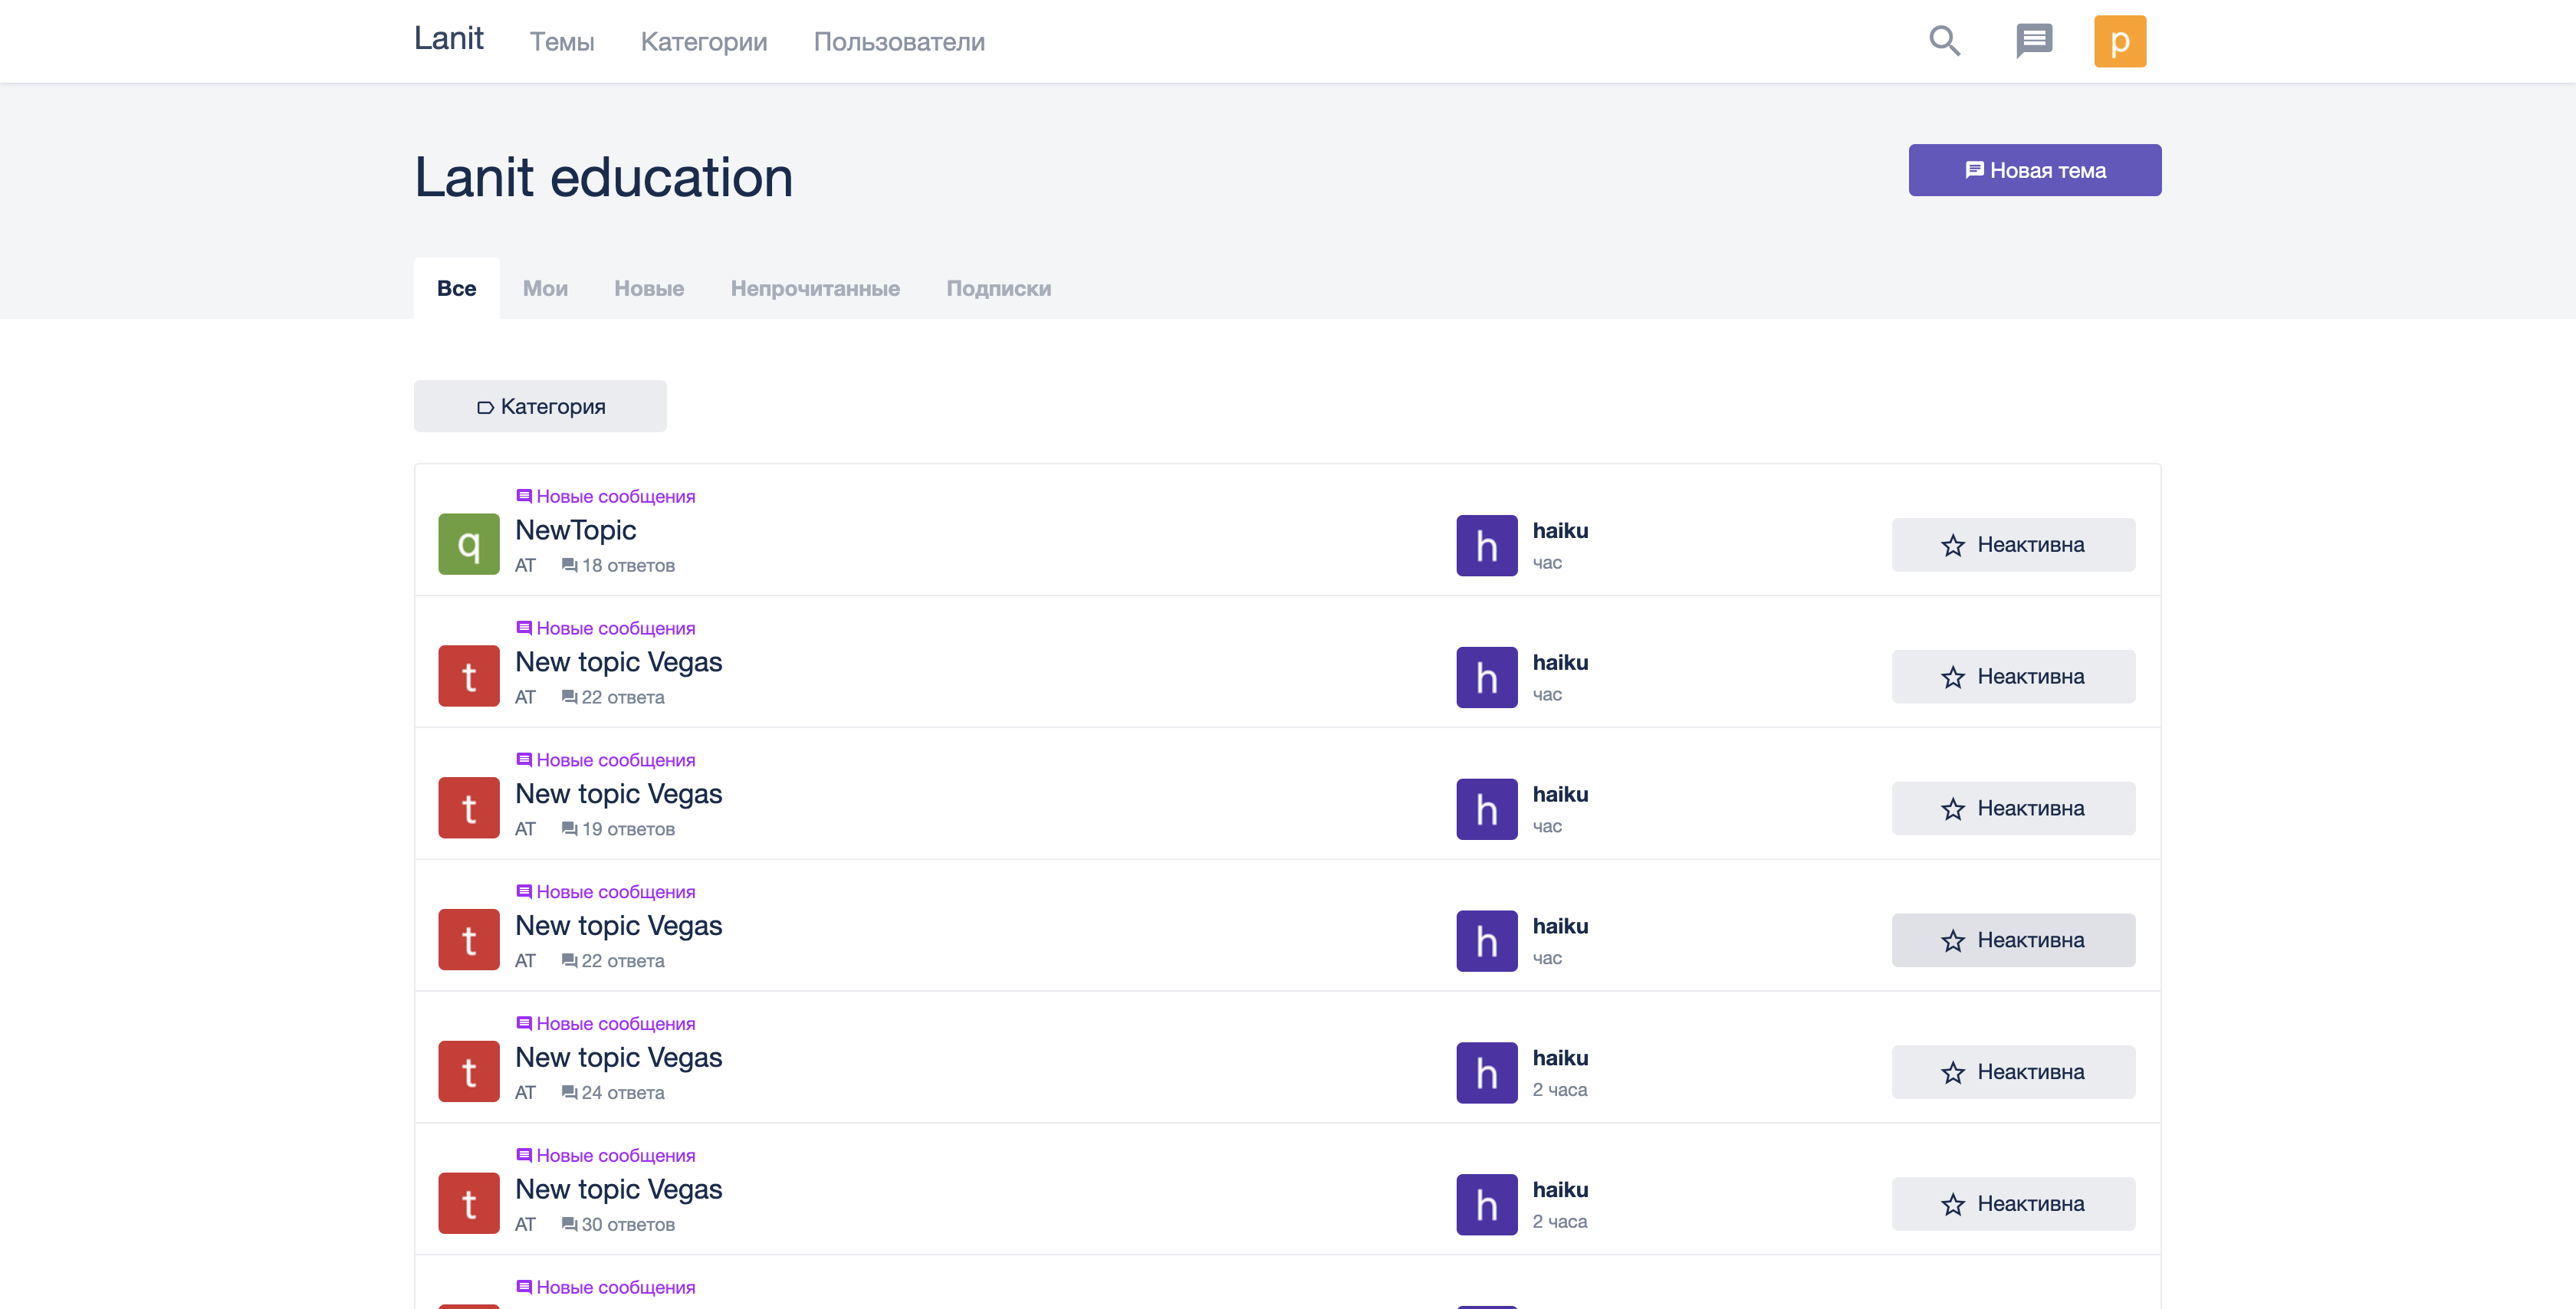 Lanit Темы Категории Пользователи p
Lanit education
Новая тема
Все Мои Новые Непрочитанные Подписки
Категория
Новые сообщения
q NewTopic
AT 18 ответов
h haiku
час
Неактивна
Новые сообщения
t New topic Vegas
AT 22 ответа
h haiku
час
Неактивна
Новые сообщения
t New topic Vegas
AT 19 ответов
h haiku
час
Неактивна
Новые сообщения
t New topic Vegas
AT 22 ответа
h haiku
час
Неактивна
Новые сообщения
t New topic Vegas
AT 24 ответа
h haiku
2 часа
Неактивна
Новые сообщения
t New topic Vegas
AT 30 ответов
h haiku
2 часа
Неактивна
Новые сообщения